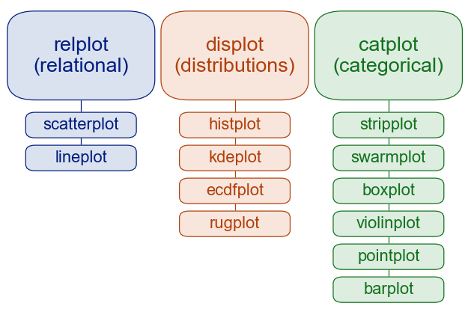 relplot
(relational)
scatterplot
lineplot
displot
(distributions)
histplot
kdeplot
ecdfplot
rugplot
catplot
(categorical)
stripplot
swarmplot
boxplot
violinplot
pointplot
barplot